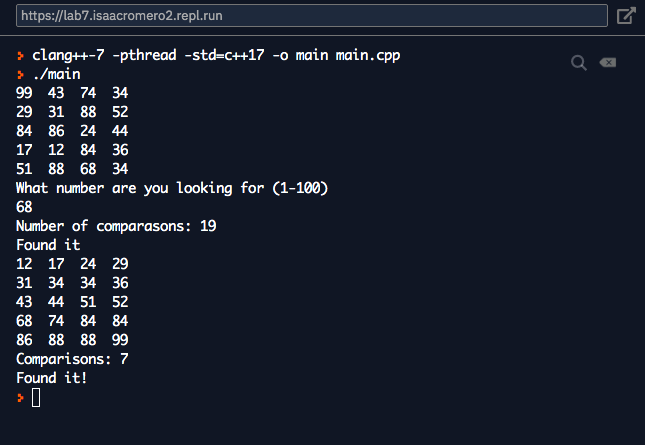 https://lab7.isaacromero2.repl.run
> clang++-7 -pthread -std=c++17 -o main main.cpp
> ./main
99 43 74 34
29 31 88 52
84 86 24 44
17 12 84 36
51 88 68 34
What number are you looking for (1-100)
68
Number of comparasons: 19
Found it
12 17 24 29
31 34 34 36
43 44 51 52
68 74 84 84
86 88 88 99
Comparisons: 7
Found it!
>